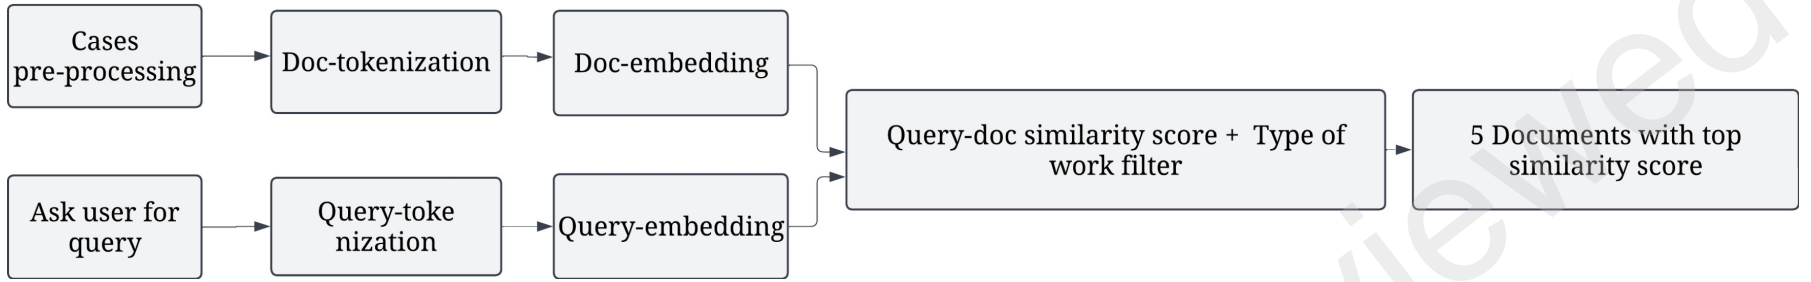 Cases
pre-processing
Doc-tokenization
Doc-embedding
Ask user for
query
Query-toke
nization
Query-embedding
Query-doc similarity score +  Type of
work filter
5 Documents with top
similarity score